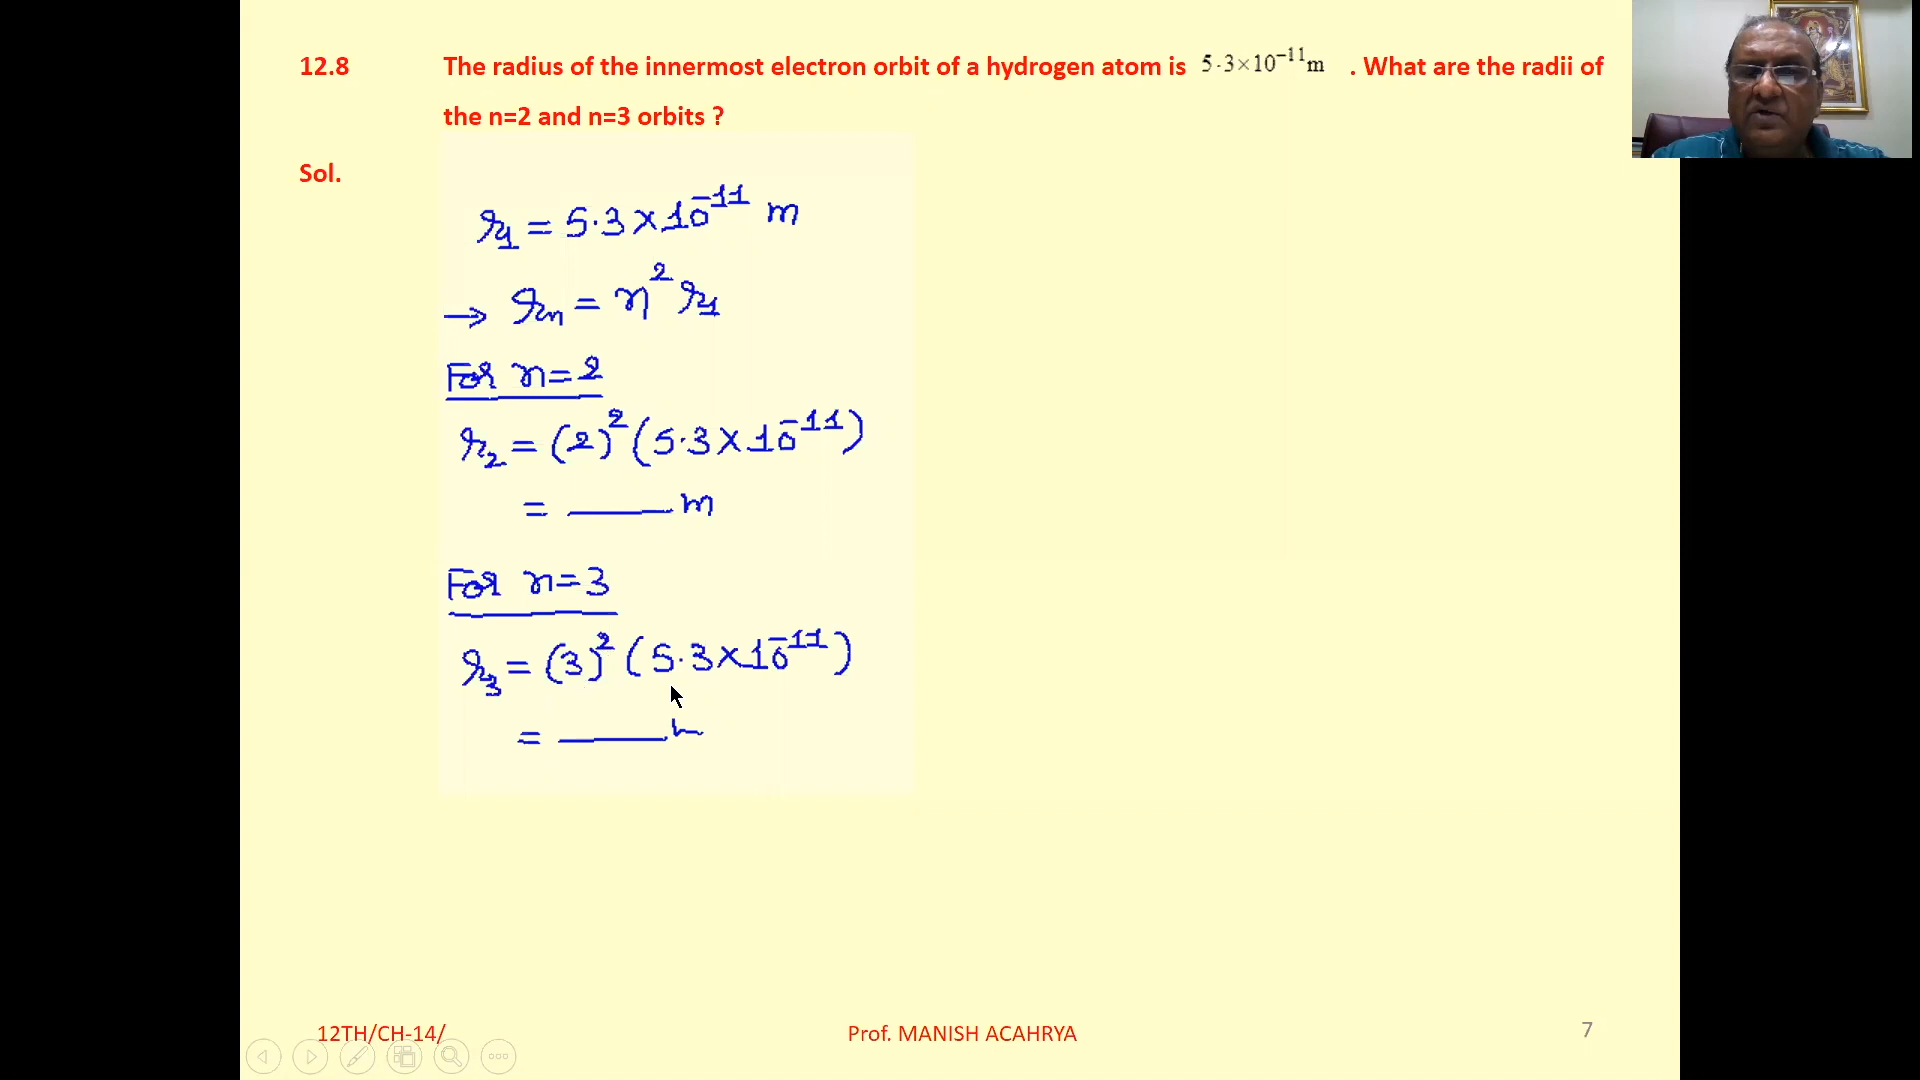 12.8 The radius of the innermost electron orbit of a hydrogen atom is 5·3×10⁻¹¹m . What are the radii of
the n=2 and n=3 orbits ?
Sol.
r₁ = 5·3×10⁻¹¹ m
→ rₙ = n² r₁
For n=2
r₂ = (2)² (5·3×10⁻¹¹)
= ____ m
For n=3
r₃ = (3)² (5·3×10⁻¹¹)
= ____ m
12TH/CH-14/ Prof. MANISH ACAHRYA 7